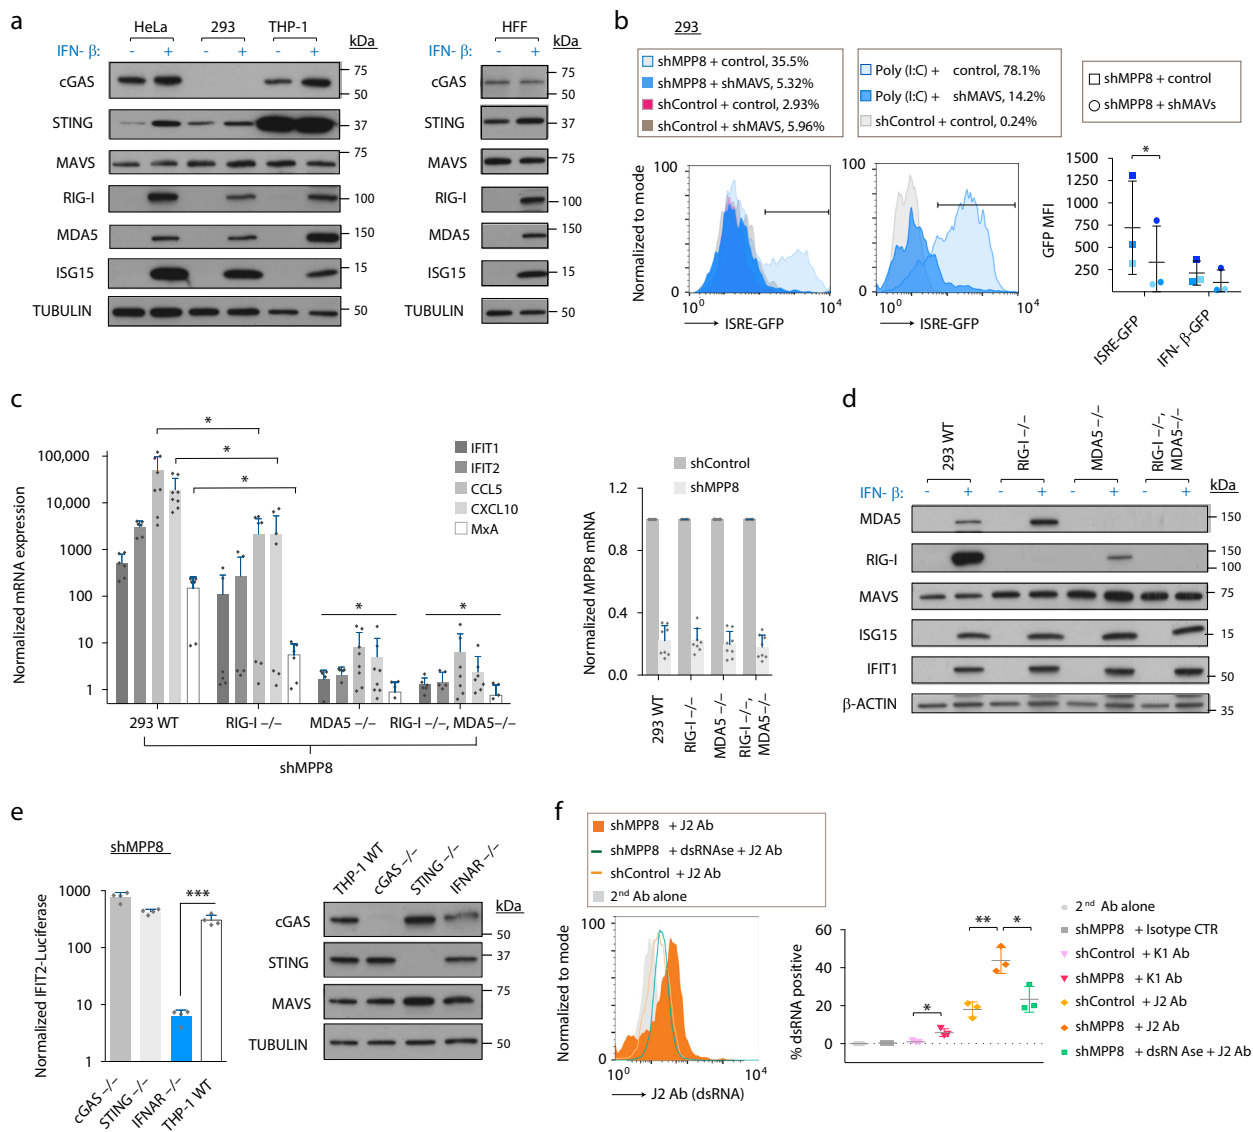 a
HeLa 293 THP-1
IFN- β: - + - + - + kDa
cGAS 75
50
STING 37
MAVS 75
RIG-I 100
MDA5 150
ISG15 15
TUBULIN 50
HFF
IFN- β: - + kDa
cGAS 75
50
STING 37
MAVS 75
RIG-I 100
MDA5 150
ISG15 15
TUBULIN 50
b
293
shMPP8 + control, 35.5%
shMPP8 + shMAVS, 5.32%
shControl + control, 2.93%
shControl + shMAVS, 5.96%
Poly (I:C) + control, 78.1%
Poly (I:C) + shMAVS, 14.2%
shControl + control, 0.24%
shMPP8 + control
shMPP8 + shMAVs
Normalized to mode
100
0
10⁰ 10⁴
ISRE-GFP
100
0
10⁰ 10⁴
ISRE-GFP
GFP MFI
1500
1250
1000
750
500
250
*
ISRE-GFP
IFN- β-GFP
c
Normalized mRNA expression
100,000
10,000
1000
100
10
1
*
*
*
*
*
IFIT1
IFIT2
CCL5
CXCL10
MxA
293 WT RIG-I −/− MDA5 −/− RIG-I −/−, MDA5−/−
shMPP8
shControl
shMPP8
Normalized MPP8 mRNA
1.2
0.8
0.4
0.0
293 WT
RIG-I −/−
MDA5 −/−
RIG-I −/−,
MDA5−/−
d
293 WT
RIG-I −/−
MDA5 −/−
RIG-I −/−,
MDA5−/−
IFN- β: - + - + - + - + kDa
MDA5 150
RIG-I 150
100
MAVS 75
ISG15 15
IFIT1 50
β-ACTIN 35
e
shMPP8
Normalized IFIT2-Luciferase
1000
100
10
1
***
cGAS −/−
STING −/−
IFNAR −/−
THP-1 WT
THP-1 WT
cGAS −/−
STING −/−
IFNAR −/−
kDa
cGAS 50
STING 37
MAVS 75
TUBULIN 50
f
shMPP8 + J2 Ab
shMPP8 + dsRNAse + J2 Ab
shControl + J2 Ab
2nd Ab alone
Normalized to mode
100
0
10⁰ 10⁴
J2 Ab (dsRNA)
% dsRNA positive
60
40
20
0
*
**
*
2nd Ab alone
shMPP8 + Isotype CTR
shControl + K1 Ab
shMPP8 + K1 Ab
shControl + J2 Ab
shMPP8 + J2 Ab
shMPP8 + dsRN Ase + J2 Ab